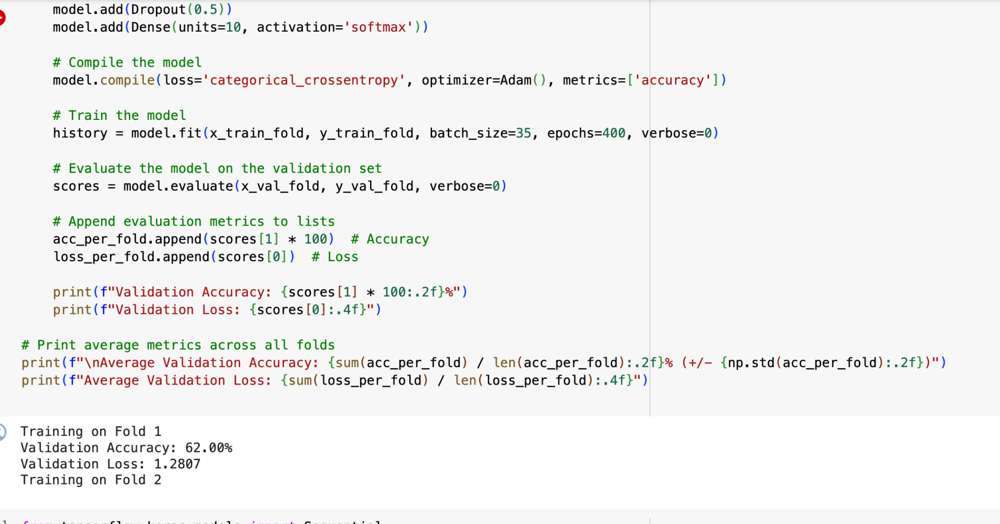 model.add(Dropout(0.5))
model.add(Dense(units=10, activation='softmax'))
# Compile the model
model.compile(loss='categorical_crossentropy', optimizer=Adam(), metrics=['accuracy'])
# Train the model
history = model.fit(x_train_fold, y_train_fold, batch_size=35, epochs=400, verbose=0)
# Evaluate the model on the validation set
scores = model.evaluate(x_val_fold, y_val_fold, verbose=0)
# Append evaluation metrics to lists
acc_per_fold.append(scores[1] * 100)  # Accuracy
loss_per_fold.append(scores[0])  # Loss
print(f"Validation Accuracy: {scores[1] * 100:.2f}%")
print(f"Validation Loss: {scores[0]:.4f}")
# Print average metrics across all folds
print(f"\nAverage Validation Accuracy: {sum(acc_per_fold) / len(acc_per_fold):.2f}% (+/- {np.std(acc_per_fold):.2f})")
print(f"Average Validation Loss: {sum(loss_per_fold) / len(loss_per_fold):.4f}")
Training on Fold 1
Validation Accuracy: 62.00%
Validation Loss: 1.2807
Training on Fold 2
from tensorflow.keras.models import Sequential